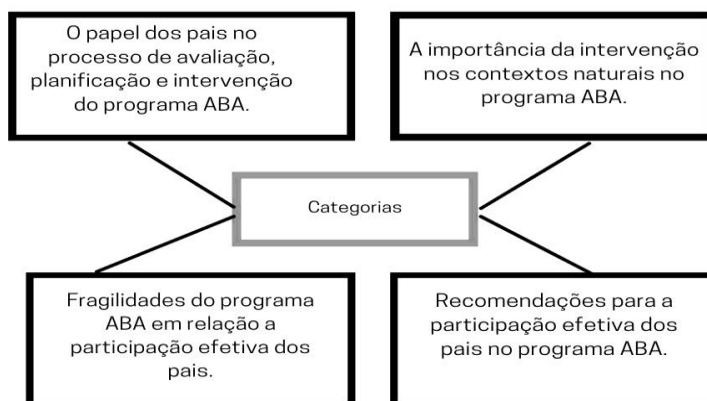 O papel dos pais no
processo de avaliação,
planificação e intervenção
do programa ABA.
A importância da intervenção
nos contextos naturais no
programa ABA.
Categorias
Fragilidades do programa
ABA em relação a
participação efetiva dos
pais.
Recomendações para a
participação efetiva dos
pais no programa ABA.